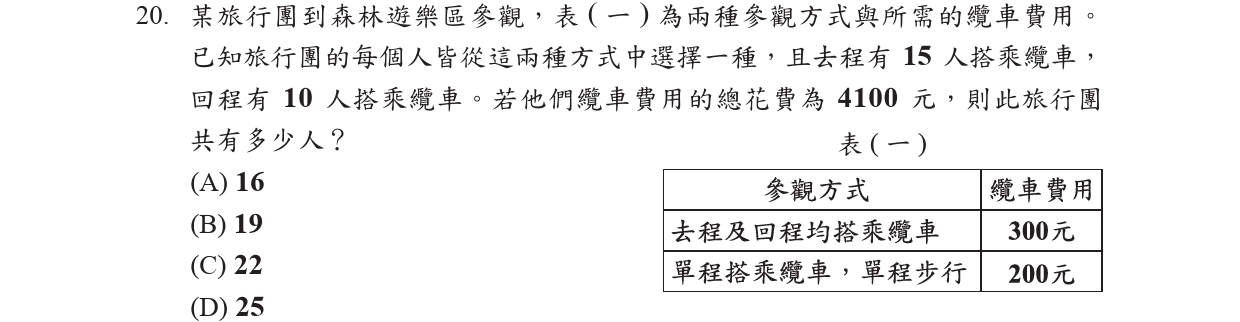 20. 某旅行團到森林遊樂區參觀，表(一)為兩種參觀方式與所需的纜車費用。
已知旅行團的每個人皆從這兩種方式中選擇一種，且去程有 15 人搭乘纜車，
回程有 10 人搭乘纜車。若他們纜車費用的總花費為 4100 元，則此旅行團
共有多少人？
(A) 16
(B) 19
(C) 22
(D) 25
表(一)
參觀方式 纜車費用
去程及回程均搭乘纜車 300元
單程搭乘纜車，單程步行 200元